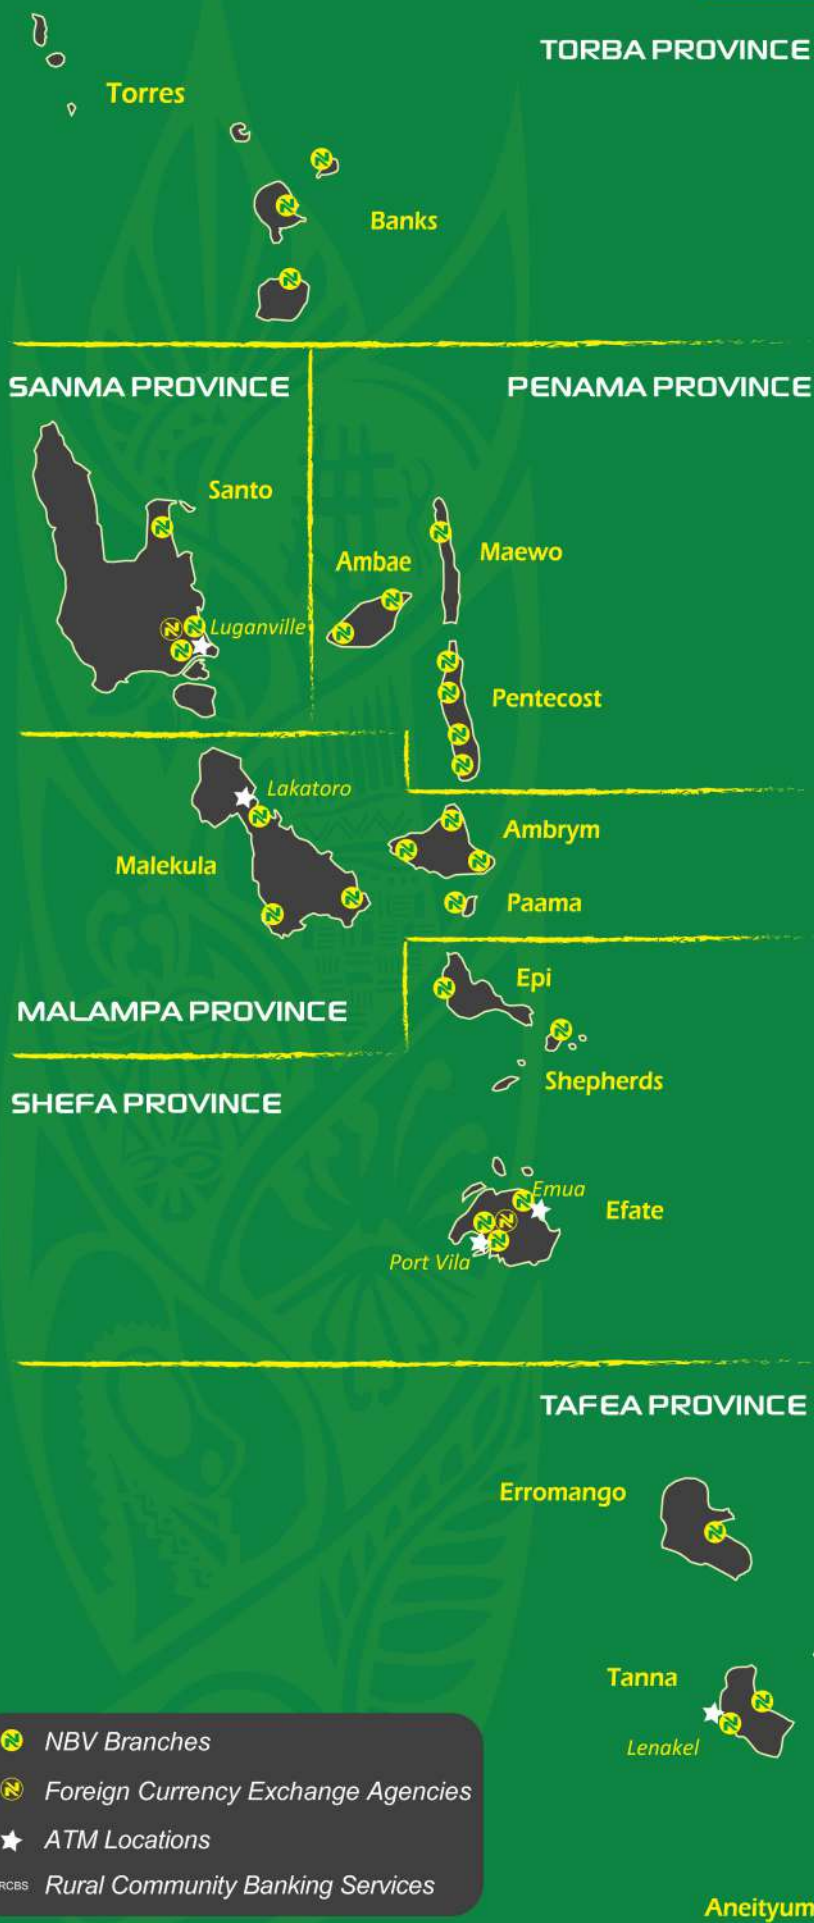 TORBA PROVINCE
Torres
Banks
SANMA PROVINCE
PENAMA PROVINCE
Santo
Ambae
Maewo
Luganville
Pentecost
Lakatoro
Ambrym
Malekula
Paama
Epi
MALAMPA PROVINCE
Shepherds
SHEFA PROVINCE
Emua
Efate
Port Vila
TAFEA PROVINCE
Erromango
Tanna
Lenakel
NBV Branches
Foreign Currency Exchange Agencies
ATM Locations
RCBS Rural Community Banking Services
Aneityum